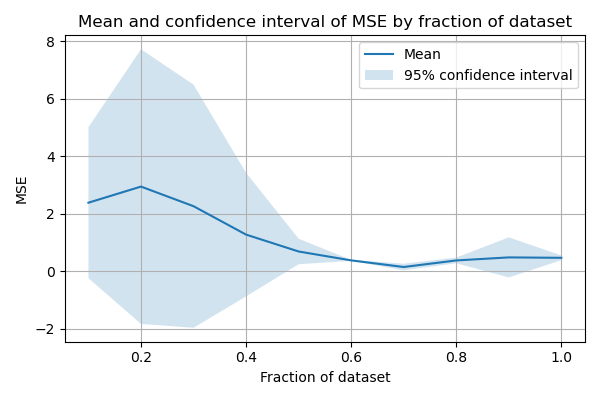 Mean and confidence interval of MSE by fraction of dataset
Mean
95% confidence interval
MSE
8
6
4
2
0
−2
0.2
0.4
0.6
0.8
1.0
Fraction of dataset